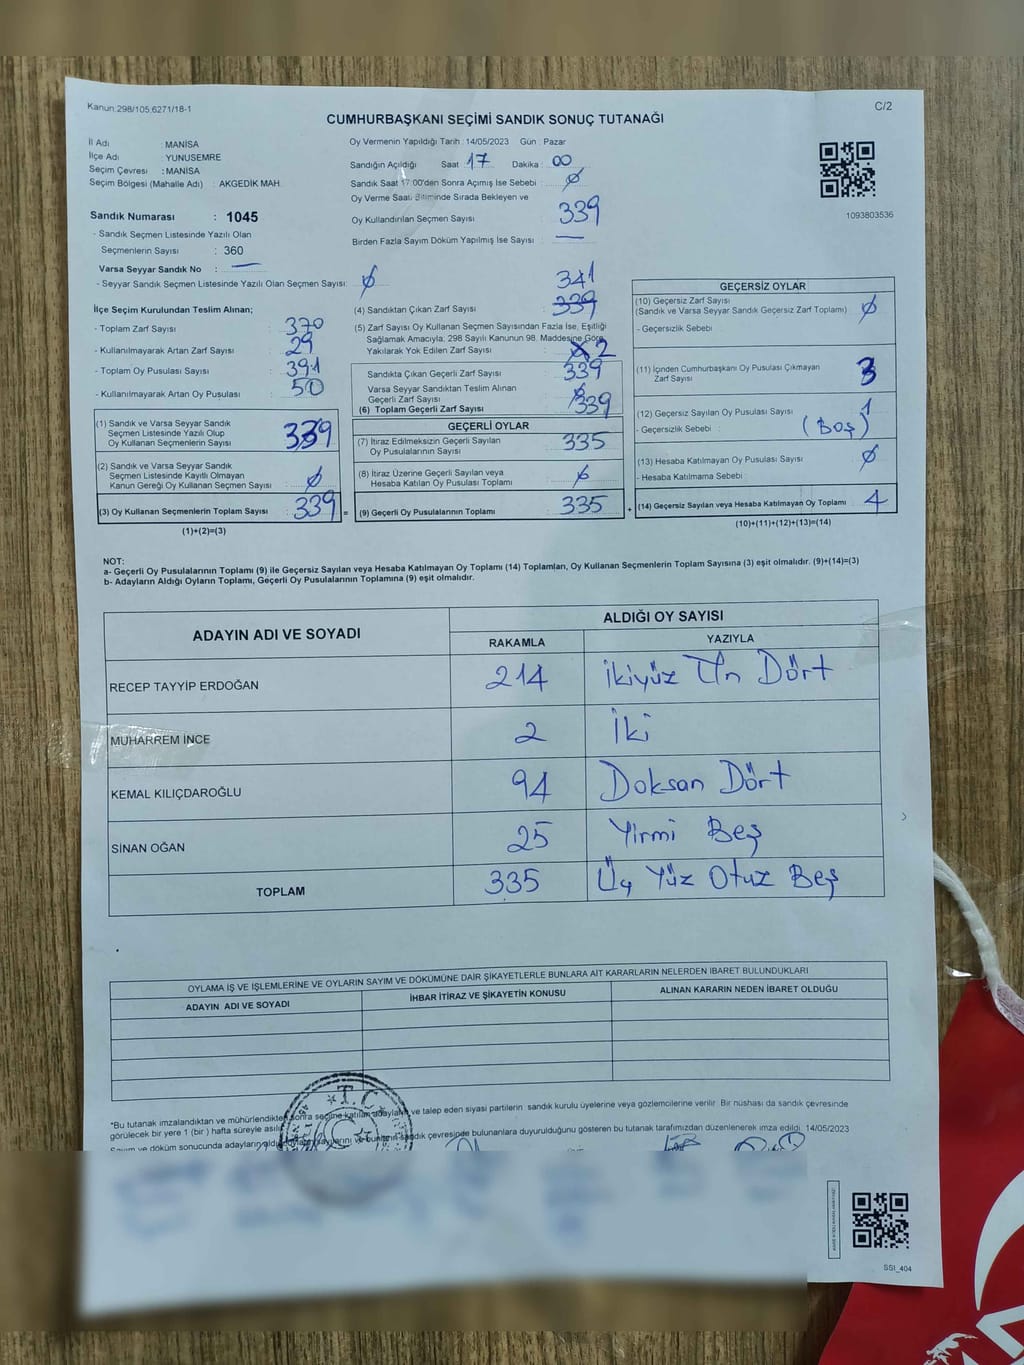 Kanun:298/105,6271/18-1
C/2
CUMHURBAŞKANI SEÇİMİ SANDIK SONUÇ TUTANAĞI
İl Adı : MANİSA
İlçe Adı : YUNUSEMRE
Seçim Çevresi : MANİSA
Seçim Bölgesi (Mahalle Adı) : AKGEDİK MAH.
Sandık Numarası : 1045
- Sandık Seçmen Listesinde Yazılı Olan
Seçmenlerin Sayısı : 360
Varsa Seyyar Sandık No :
- Seyyar Sandık Seçmen Listesinde Yazılı Olan Seçmen Sayısı: Ø
Oy Vermenin Yapıldığı Tarih : 14/05/2023 Gün : Pazar
Sandığın Açıldığı Saat 17 Dakika : 00
Sandık Saat 17:00'den Sonra Açımış İse Sebebi : Ø
Oy Verme Saati Bitiminde Sırada Bekleyen ve
Oy Kullandırılan Seçmen Sayısı : 339
Birden Fazla Sayım Döküm Yapılmış İse Sayısı : —
1093803536
İlçe Seçim Kurulundan Teslim Alınan;
- Toplam Zarf Sayısı : 370
- Kullanılmayarak Artan Zarf Sayısı : 29
- Toplam Oy Pusulası Sayısı : 391
- Kullanılmayarak Artan Oy Pusulası : 50
(1) Sandık ve Varsa Seyyar Sandık
Seçmen Listesinde Yazılı Olup
Oy Kullanan Seçmenlerin Sayısı : 339
(2) Sandık ve Varsa Seyyar Sandık
Seçmen Listesinde Kayıtlı Olmayan
Kanun Gereği Oy Kullanan Seçmen Sayısı : Ø
(3) Oy Kullanan Seçmenlerin Toplam Sayısı : 339 =
(1)+(2)=(3)
341
(4) Sandıktan Çıkan Zarf Sayısı : 339
(5) Zarf Sayısı Oy Kullanan Seçmen Sayısından Fazla İse, Eşitliği
Sağlamak Amacıyla; 298 Sayılı Kanunun 98. Maddesine Göre
Yakılarak Yok Edilen Zarf Sayısı : 2
Sandıkta Çıkan Geçerli Zarf Sayısı : 339
Varsa Seyyar Sandıktan Teslim Alınan
Geçerli Zarf Sayısı :
(6) Toplam Geçerli Zarf Sayısı : 339
GEÇERLİ OYLAR
(7) İtiraz Edilmeksizin Geçerli Sayılan
Oy Pusulalarının Sayısı : 335
(8) İtiraz Üzerine Geçerli Sayılan veya
Hesaba Katılan Oy Pusulası Toplamı : Ø
(9) Geçerli Oy Pusulalarının Toplamı : 335 +
GEÇERSİZ OYLAR
(10) Geçersiz Zarf Sayısı
(Sandık ve Varsa Seyyar Sandık Geçersiz Zarf Toplamı) : Ø
- Geçersizlik Sebebi
(11) İçinden Cumhurbaşkanı Oy Pusulası Çıkmayan
Zarf Sayısı : 3
(12) Geçersiz Sayılan Oy Pusulası Sayısı : 1
- Geçersizlik Sebebi : (BOŞ)
(13) Hesaba Katılmayan Oy Pusulası Sayısı : Ø
- Hesaba Katılmama Sebebi
(14) Geçersiz Sayılan veya Hesaba Katılmayan Oy Toplamı : 4
(10)+(11)+(12)+(13)=(14)
NOT:
a- Geçerli Oy Pusulalarının Toplamı (9) ile Geçersiz Sayılan veya Hesaba Katılmayan Oy Toplamı (14) Toplamları, Oy Kullanan Seçmenlerin Toplam Sayısına (3) eşit olmalıdır. (9)+(14)=(3)
b- Adayların Aldığı Oyların Toplamı, Geçerli Oy Pusulalarının Toplamına (9) eşit olmalıdır.
ADAYIN ADI VE SOYADI ALDIĞI OY SAYISI
RAKAMLA YAZIYLA
RECEP TAYYİP ERDOĞAN 214 İkiyüz On Dört
MUHARREM İNCE 2 İki
KEMAL KILIÇDAROĞLU 94 Doksan Dört
SİNAN OĞAN 25 Yirmi Beş
TOPLAM 335 Üç Yüz Otuz Beş
OYLAMA İŞ VE İŞLEMLERİNE VE OYLARIN SAYIM VE DÖKÜMÜNE DAİR ŞİKAYETLERLE BUNLARA AİT KARARLARIN NELERDEN İBARET BULUNDUKLARI
ADAYIN ADI VE SOYADI İHBAR İTİRAZ VE ŞİKAYETİN KONUSU ALINAN KARARIN NEDEN İBARET OLDUĞU
T.C.
*Bu tutanak imzalandıktan ve mühürlendikten sonra seçime katılan adayların ve talep eden siyasi partilerin sandık kurulu üyelerine veya gözlemcilerine verilir. Bir nüshası da sandık çevresinde
görülecek bir yere 1 (bir) hafta süreyle asılır.
Sayım ve döküm sonucunda adayların aldığı oy sayılarını ve bunların sandık çevresinde bulunanlara duyurulduğunu gösteren bu tutanak tarafımızdan düzenlenerek imza edildi. 14/05/2023
SSI_404